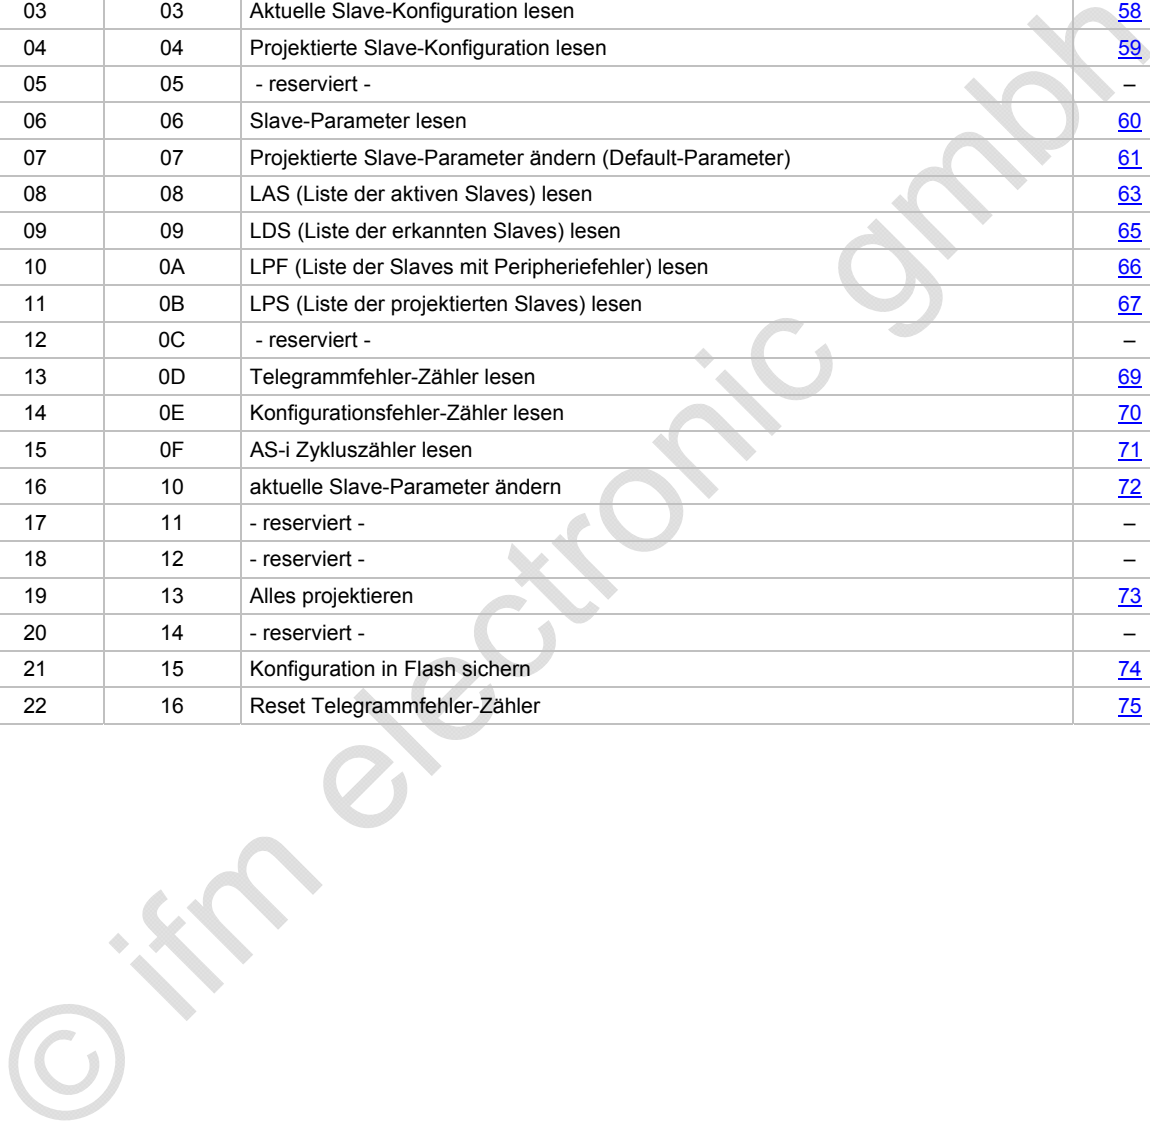 03 03 Aktuelle Slave-Konfiguration lesen 58
04 04 Projektierte Slave-Konfiguration lesen 59
05 05 - reserviert - –
06 06 Slave-Parameter lesen 60
07 07 Projektierte Slave-Parameter ändern (Default-Parameter) 61
08 08 LAS (Liste der aktiven Slaves) lesen 63
09 09 LDS (Liste der erkannten Slaves) lesen 65
10 0A LPF (Liste der Slaves mit Peripheriefehler) lesen 66
11 0B LPS (Liste der projektierten Slaves) lesen 67
12 0C - reserviert - –
13 0D Telegrammfehler-Zähler lesen 69
14 0E Konfigurationsfehler-Zähler lesen 70
15 0F AS-i Zykluszähler lesen 71
16 10 aktuelle Slave-Parameter ändern 72
17 11 - reserviert - –
18 12 - reserviert - –
19 13 Alles projektieren 73
20 14 - reserviert - –
21 15 Konfiguration in Flash sichern 74
22 16 Reset Telegrammfehler-Zähler 75
© ifm electronic gmbh